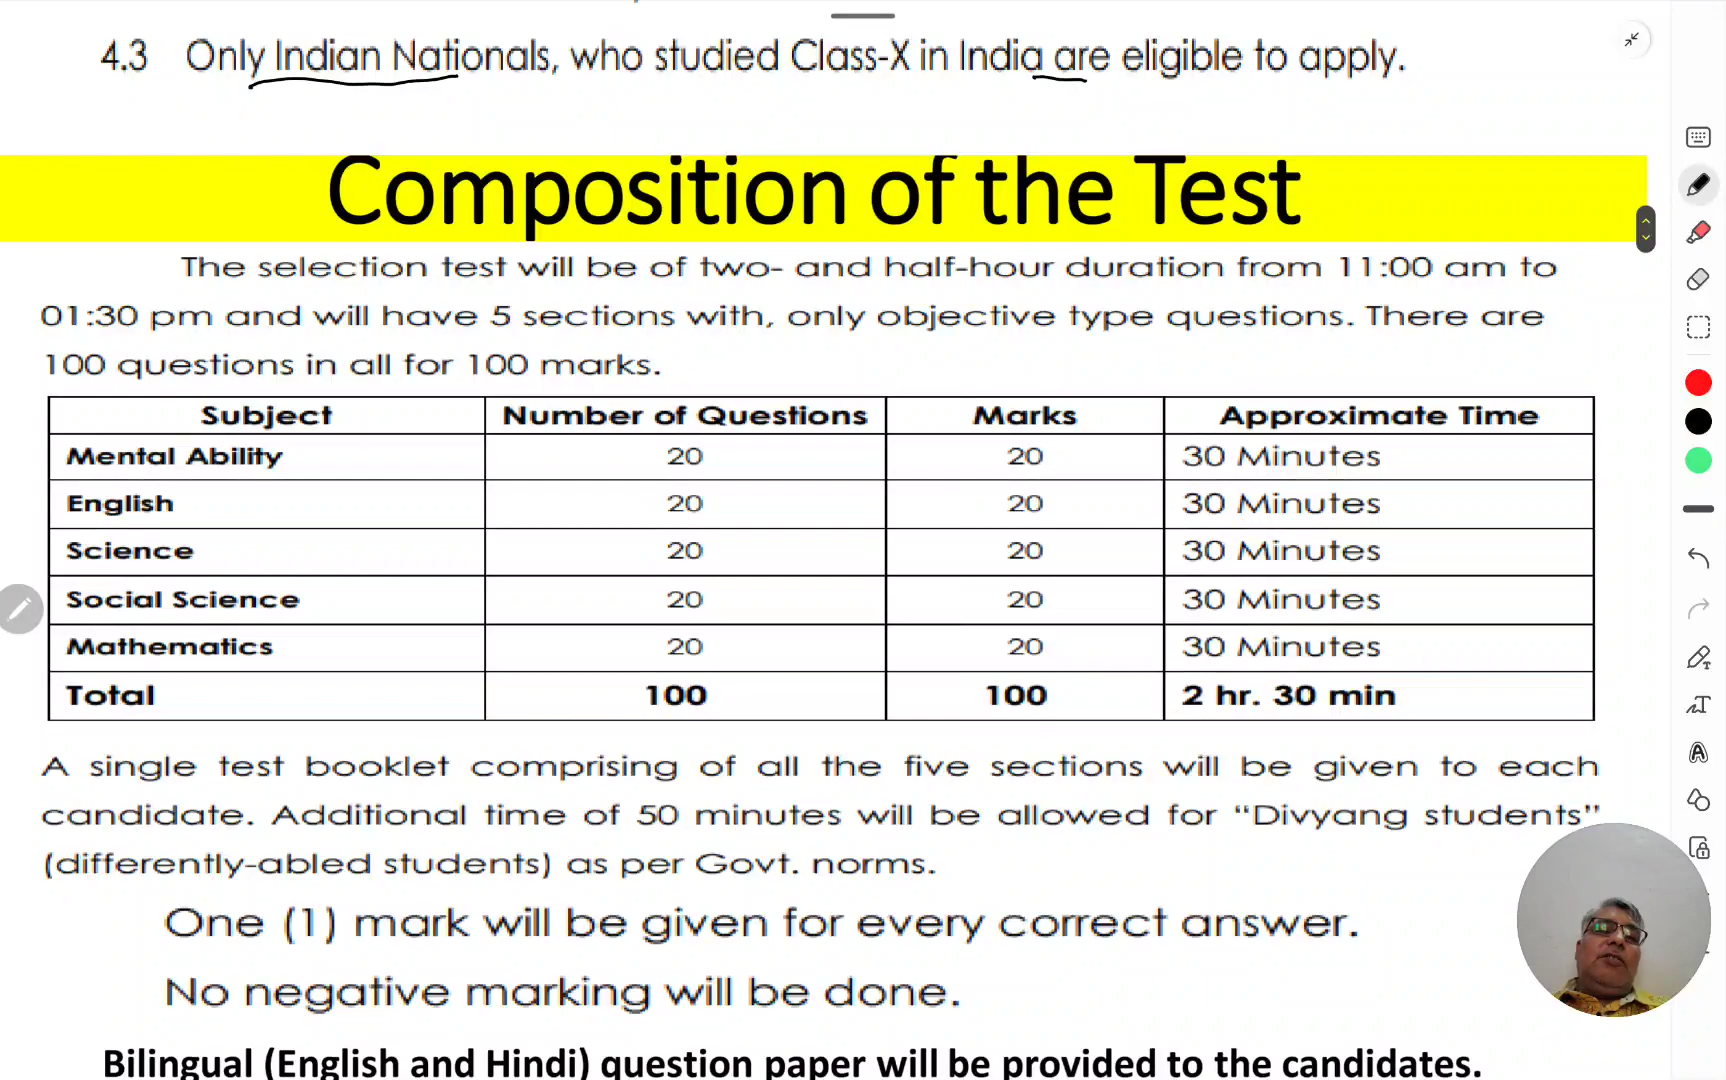 4.3 Only Indian Nationals, who studied Class-X in India are eligible to apply.
Composition of the Test
The selection test will be of two- and half-hour duration from 11:00 am to
01:30 pm and will have 5 sections with, only objective type questions. There are
100 questions in all for 100 marks.
Subject Number of Questions Marks Approximate Time
Mental Ability 20 20 30 Minutes
English 20 20 30 Minutes
Science 20 20 30 Minutes
Social Science 20 20 30 Minutes
Mathematics 20 20 30 Minutes
Total 100 100 2 hr. 30 min
A single test booklet comprising of all the five sections will be given to each
candidate. Additional time of 50 minutes will be allowed for “Divyang students”
(differently-abled students) as per Govt. norms.
One (1) mark will be given for every correct answer.
No negative marking will be done.
Bilingual (English and Hindi) question paper will be provided to the candidates.